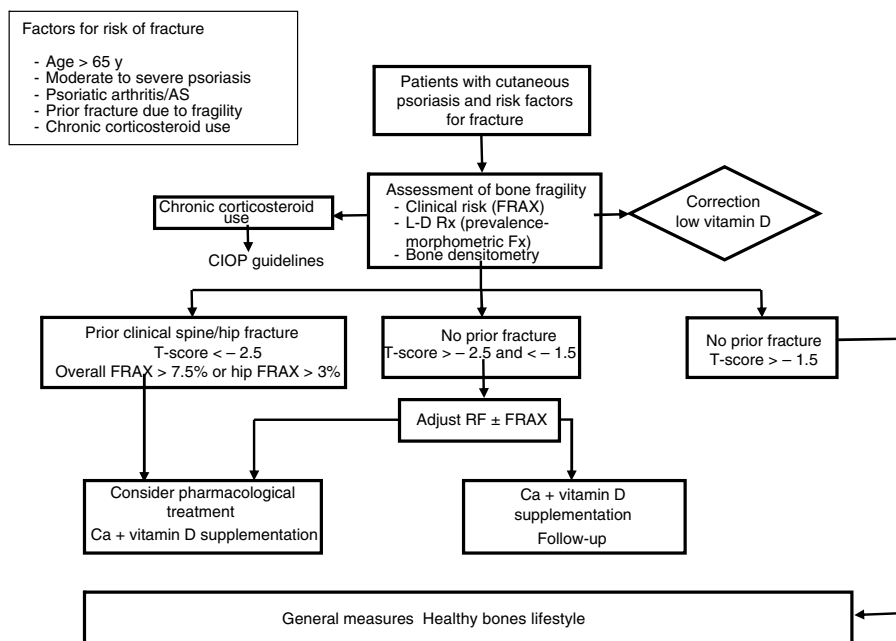 Factors for risk of fracture
- Age > 65 y
- Moderate to severe psoriasis
- Psoriatic arthritis/AS
- Prior fracture due to fragility
- Chronic corticosteroid use
Patients with cutaneous
psoriasis and risk factors
for fracture
Assessment of bone fragility
- Clinical risk (FRAX)
- L-D Rx (prevalence-
morphometric Fx)
- Bone densitometry
Chronic corticosteroid
use
CIOP guidelines
Correction
low vitamin D
Prior clinical spine/hip fracture
T-score < – 2.5
Overall FRAX > 7.5% or hip FRAX > 3%
No prior fracture
T-score > – 2.5 and < – 1.5
No prior fracture
T-score > – 1.5
Adjust RF ± FRAX
Consider pharmacological
treatment
Ca + vitamin D supplementation)
Ca + vitamin D
supplementation
Follow-up
General measures Healthy bones lifestyle